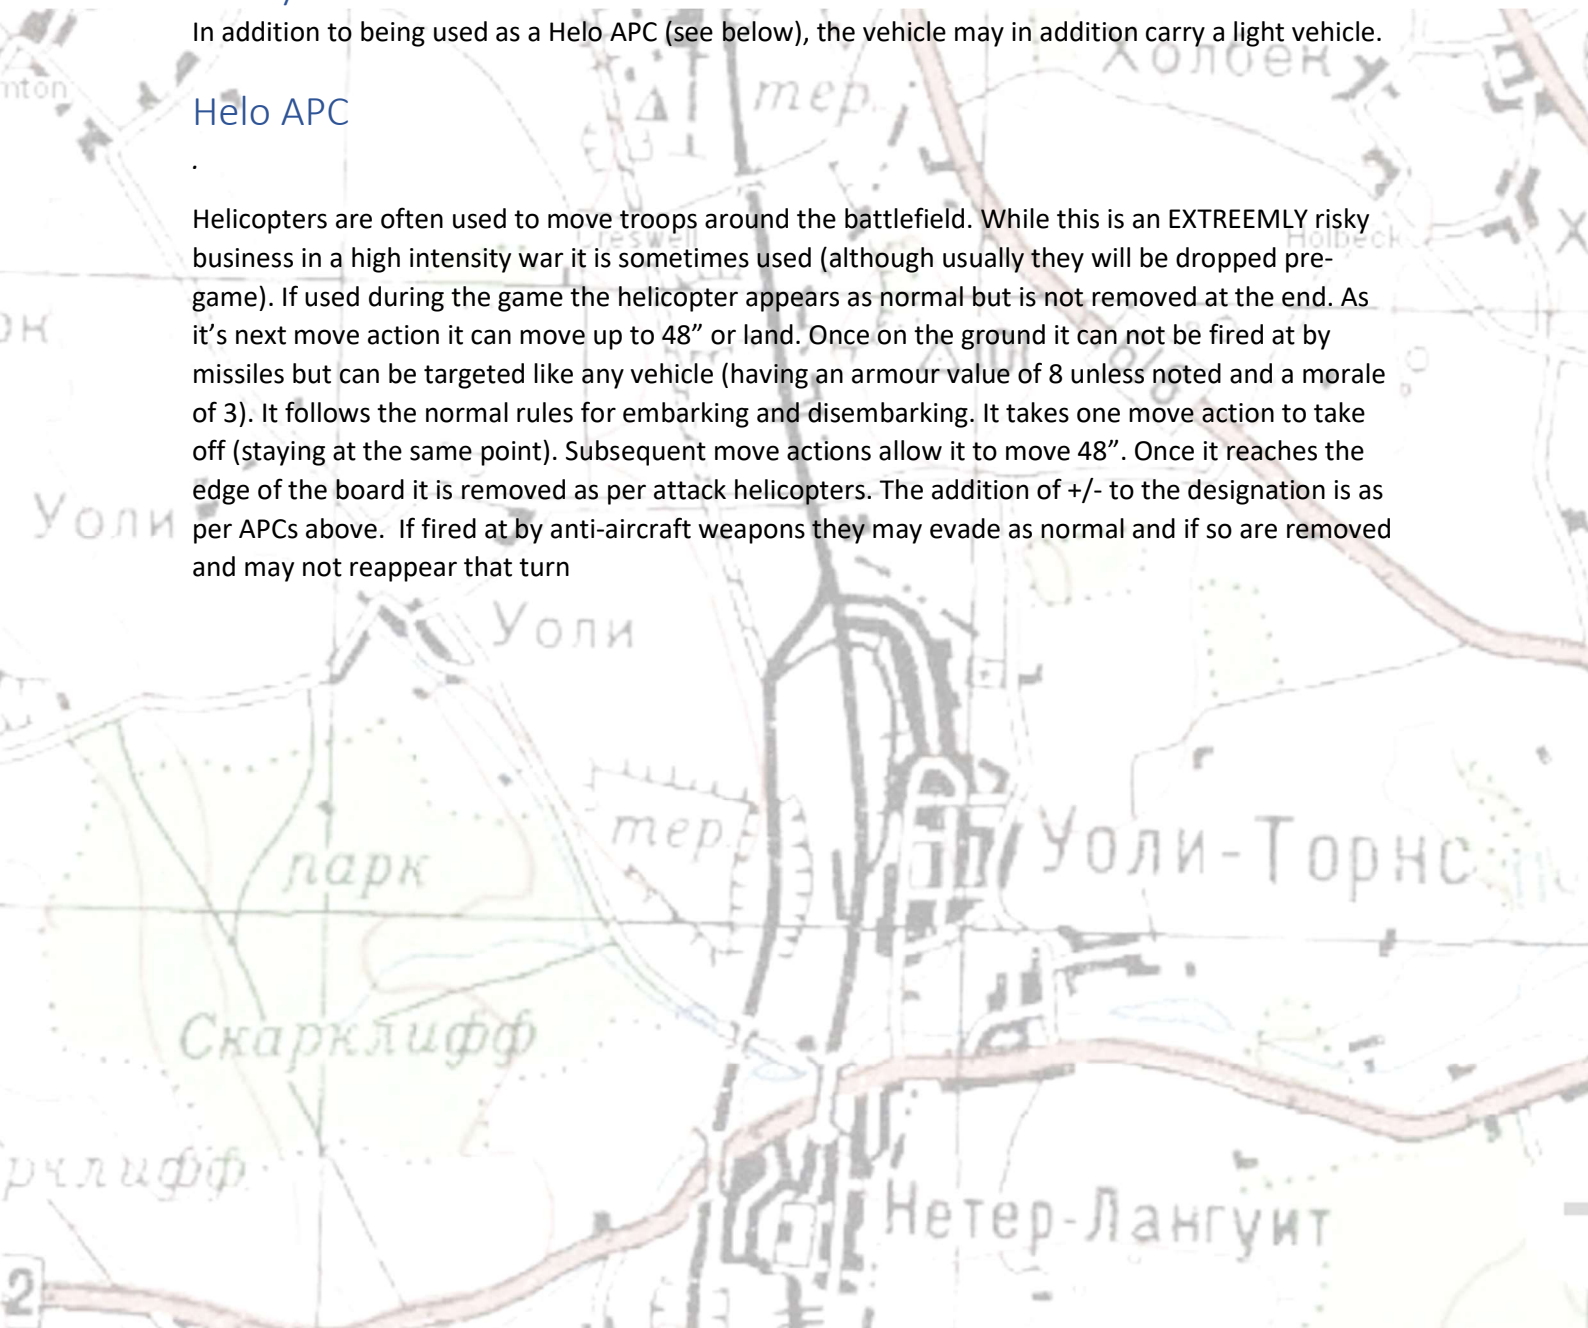 In addition to being used as a Helo APC (see below), the vehicle may in addition carry a light vehicle.
Холбек
mton
тер.
Helo APC
.
Helicopters are often used to move troops around the battlefield. While this is an EXTREEMLY risky
Creswell
Holbeck
business in a high intensity war it is sometimes used (although usually they will be dropped pre-
game). If used during the game the helicopter appears as normal but is not removed at the end. As
it’s next move action it can move up to 48” or land. Once on the ground it can not be fired at by
missiles but can be targeted like any vehicle (having an armour value of 8 unless noted and a morale
of 3). It follows the normal rules for embarking and disembarking. It takes one move action to take
off (staying at the same point). Subsequent move actions allow it to move 48”. Once it reaches the
edge of the board it is removed as per attack helicopters. The addition of +/- to the designation is as
Уоли
per APCs above.  If fired at by anti-aircraft weapons they may evade as normal and if so are removed
and may not reappear that turn
Уоли
тер.
Уоли-Торнс
парк
Скарклифф
рклифф
Нетер-Лангуит
2